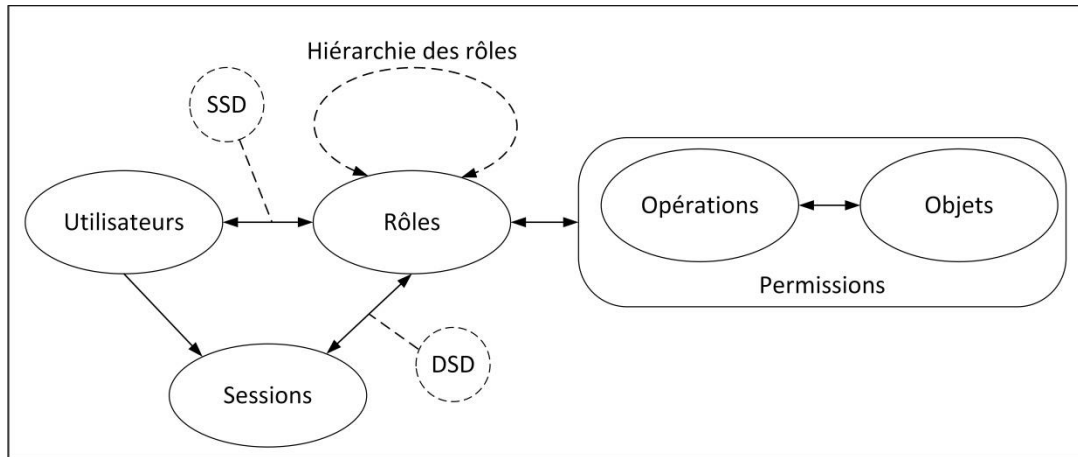 Hiérarchie des rôles
SSD
Utilisateurs
Rôles
Opérations
Objets
Permissions
DSD
Sessions